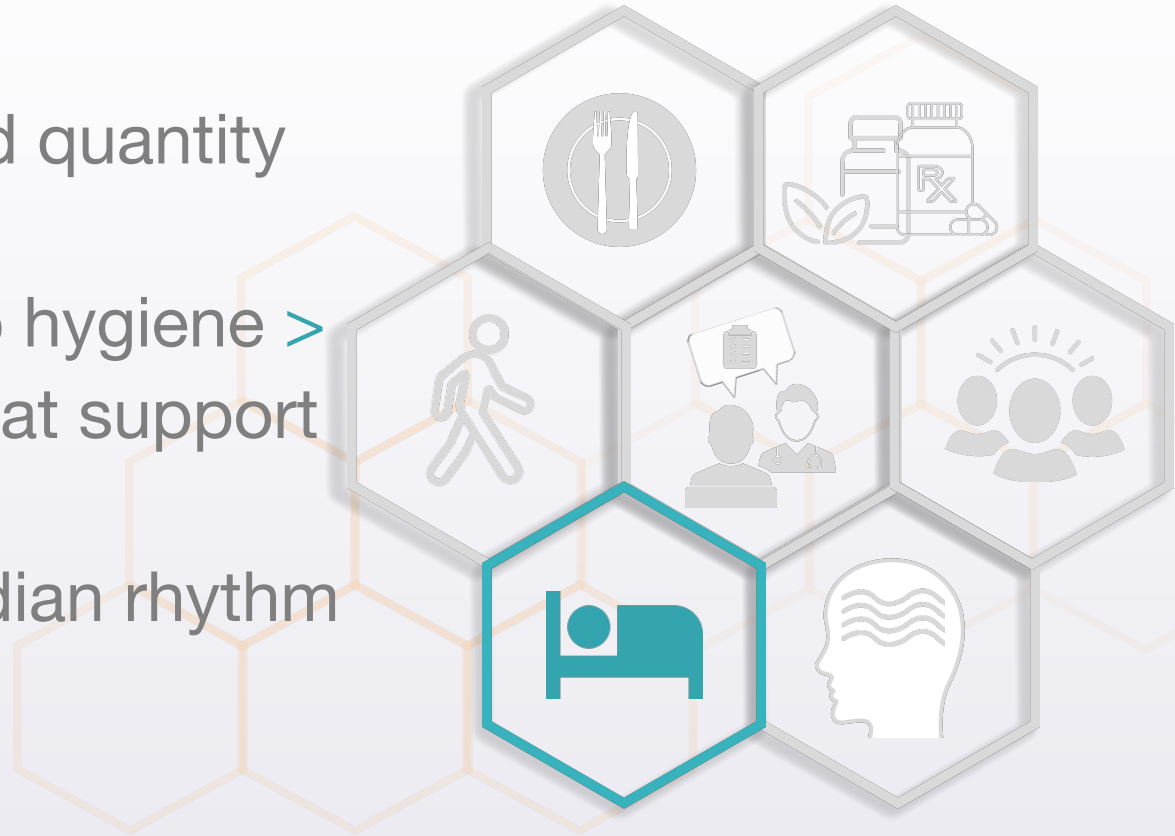 d quantity
hygiene >
at support
dian rhythm
Rx